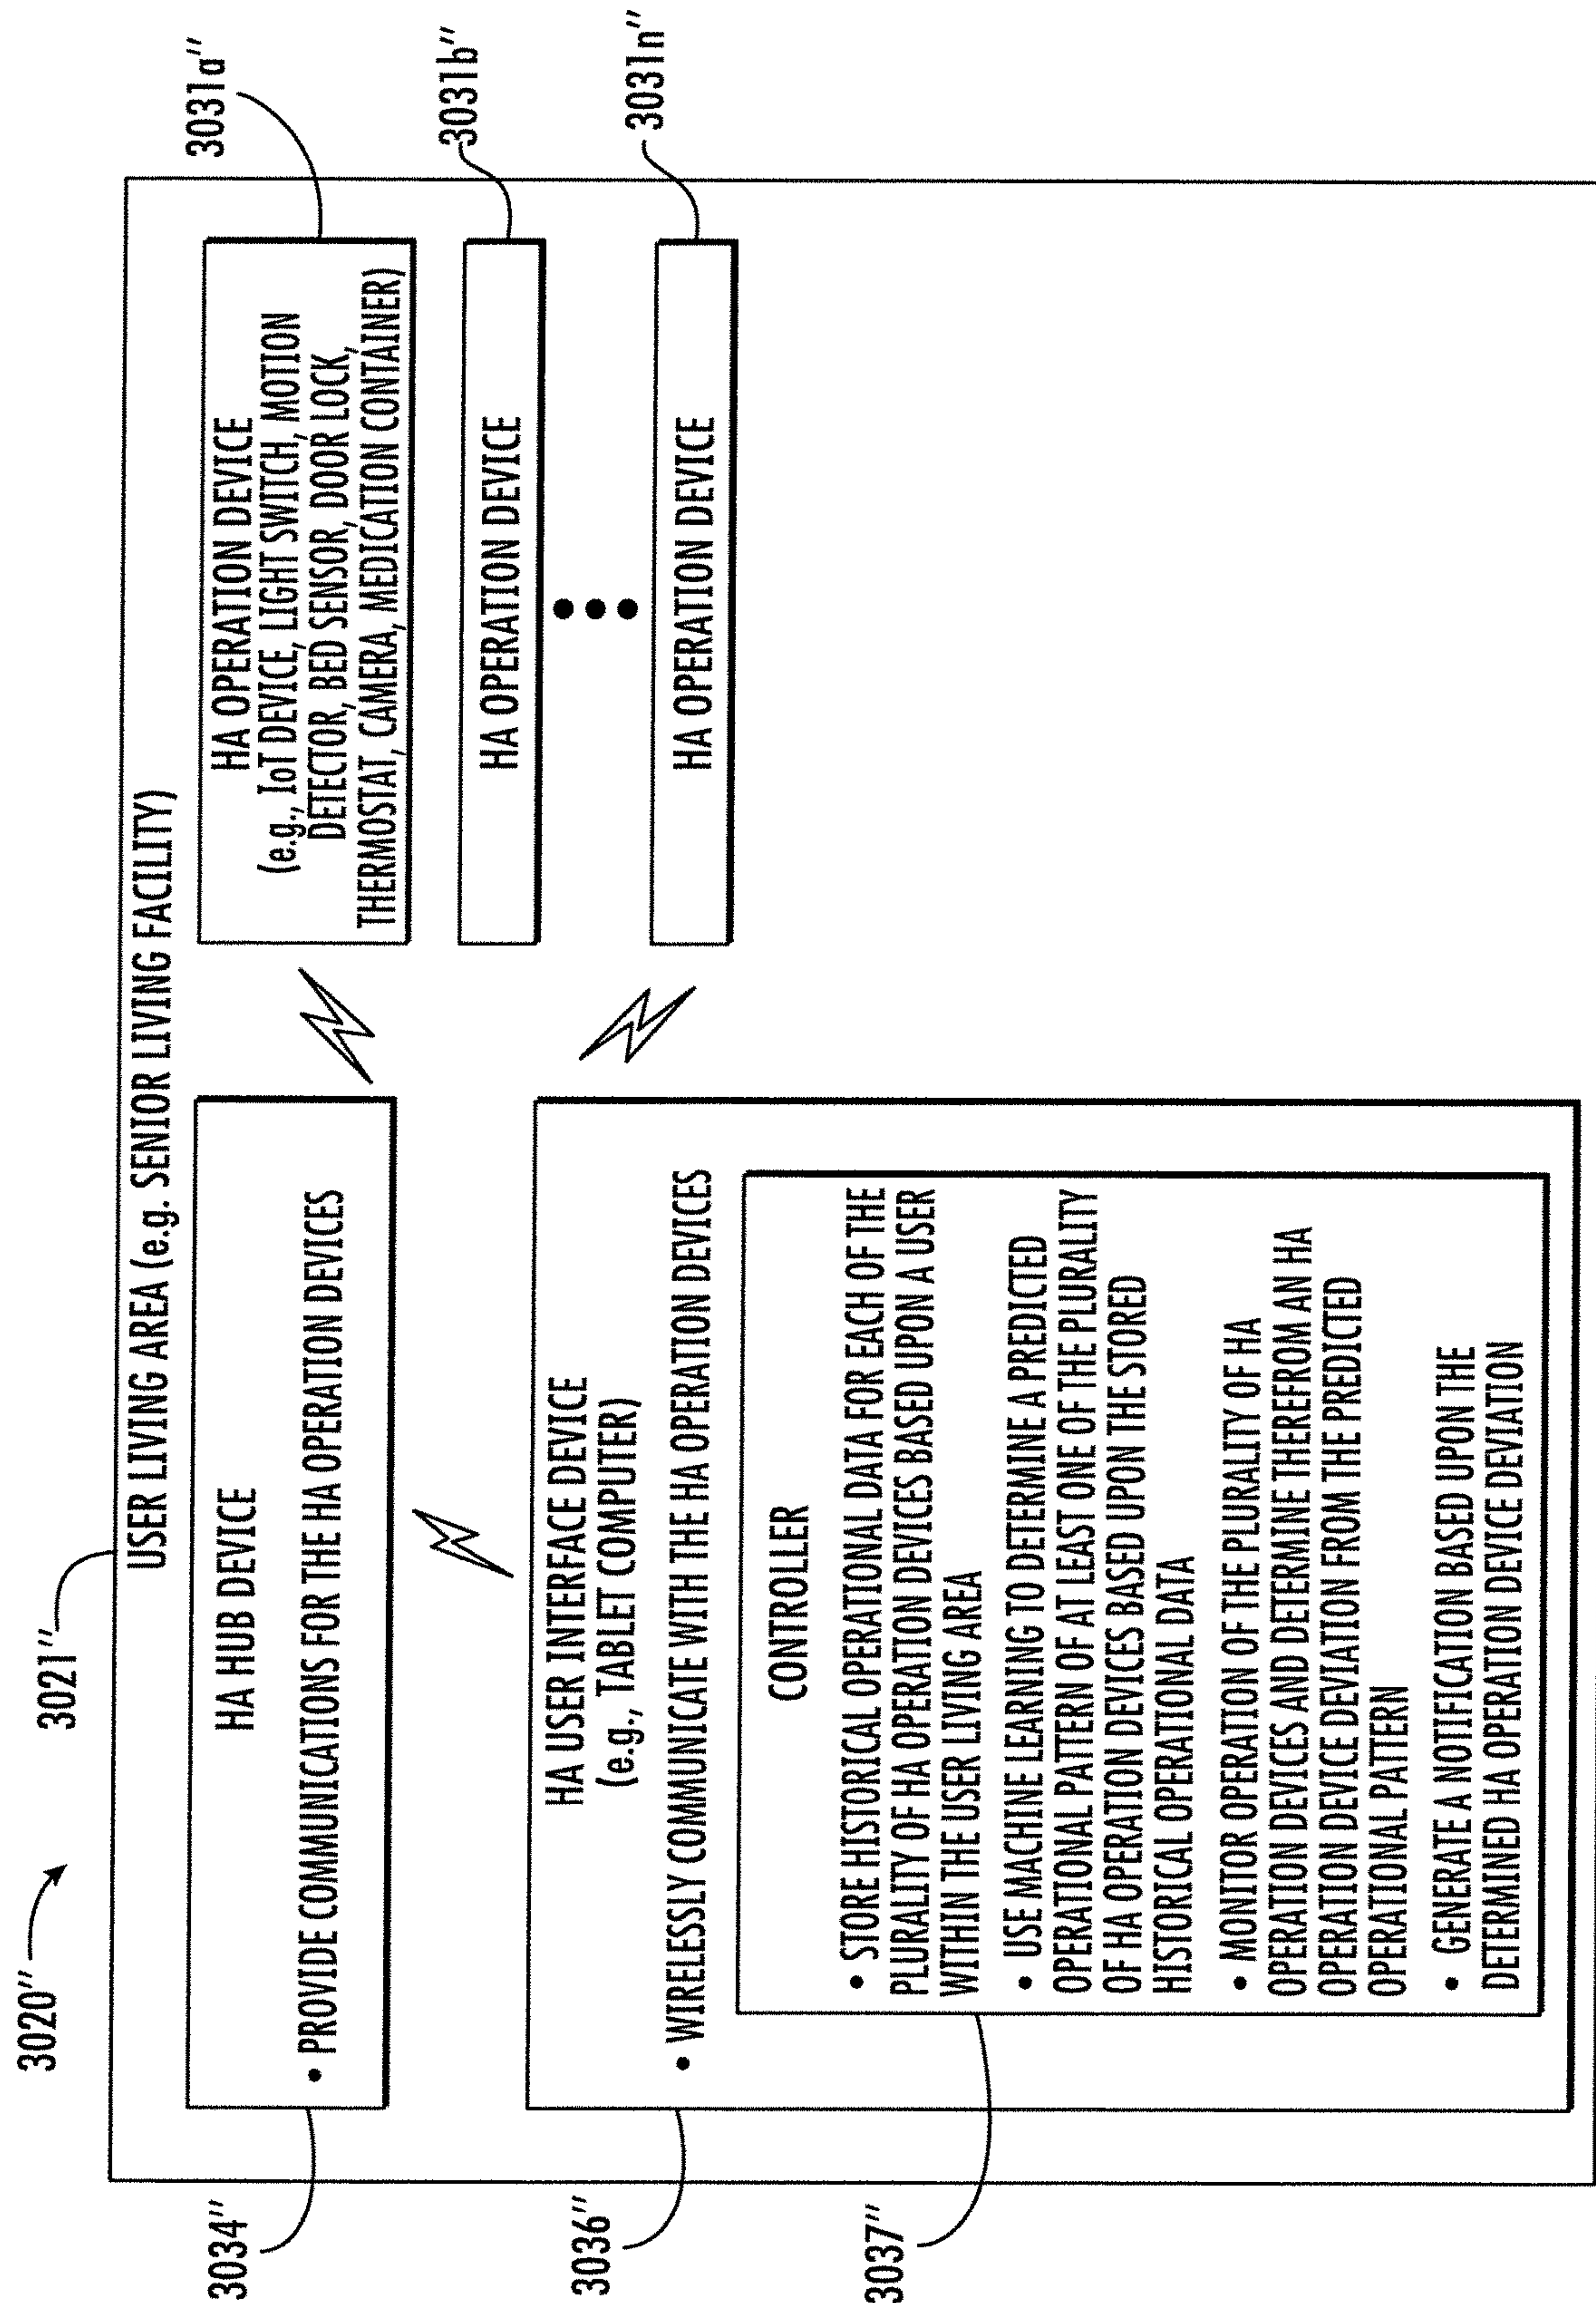 3020''
3021''
USER LIVING AREA (e.g. SENIOR LIVING FACILITY)
3034''
HA HUB DEVICE
• PROVIDE COMMUNICATIONS FOR THE HA OPERATION DEVICES
3036''
HA USER INTERFACE DEVICE
(e.g., TABLET COMPUTER)
• WIRELESSLY COMMUNICATE WITH THE HA OPERATION DEVICES
3037''
CONTROLLER
• STORE HISTORICAL OPERATIONAL DATA FOR EACH OF THE
PLURALITY OF HA OPERATION DEVICES BASED UPON A USER
WITHIN THE USER LIVING AREA
• USE MACHINE LEARNING TO DETERMINE A PREDICTED
OPERATIONAL PATTERN OF AT LEAST ONE OF THE PLURALITY
OF HA OPERATION DEVICES BASED UPON THE STORED
HISTORICAL OPERATIONAL DATA
• MONITOR OPERATION OF THE PLURALITY OF HA
OPERATION DEVICES AND DETERMINE THEREFROM AN HA
OPERATION DEVICE DEVIATION FROM THE PREDICTED
OPERATIONAL PATTERN
• GENERATE A NOTIFICATION BASED UPON THE
DETERMINED HA OPERATION DEVICE DEVIATION
3031a''
HA OPERATION DEVICE
(e.g., IoT DEVICE, LIGHT SWITCH, MOTION
DETECTOR, BED SENSOR, DOOR LOCK,
THERMOSTAT, CAMERA, MEDICATION CONTAINER)
3031b''
HA OPERATION DEVICE
3031n''
HA OPERATION DEVICE